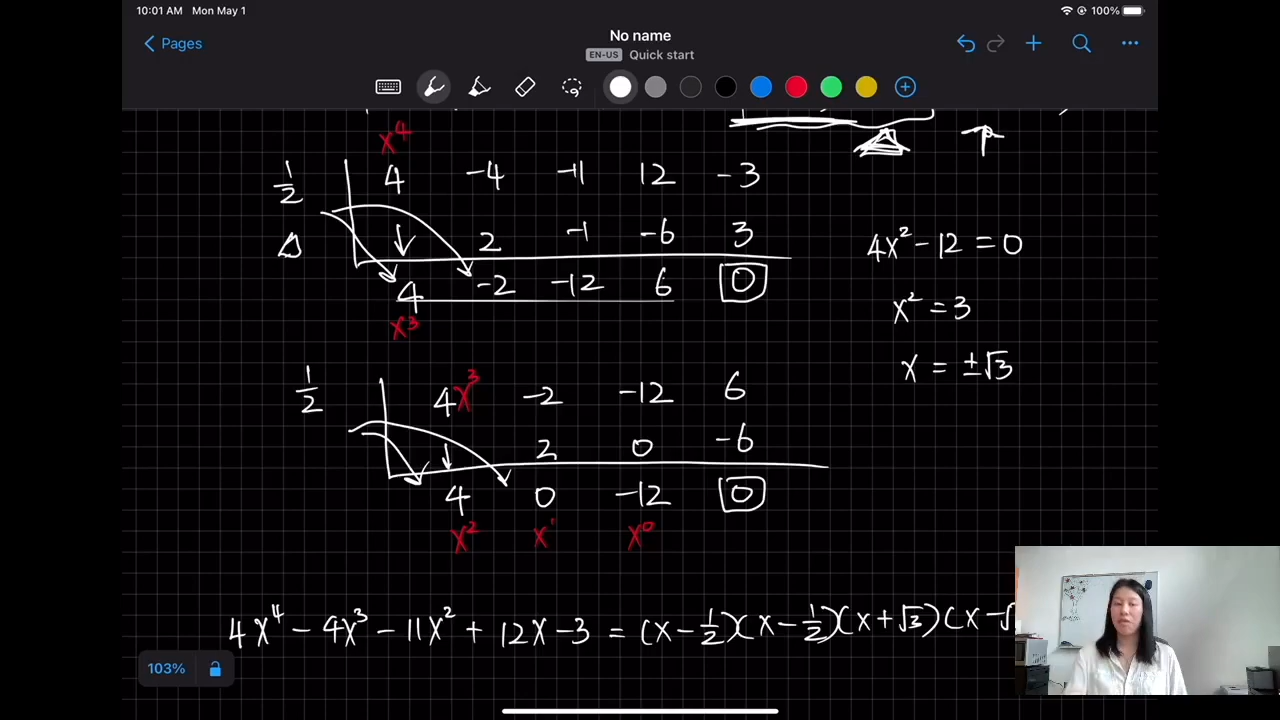 10:01 AM Mon May 1
100%
Pages
No name
EN-US Quick start
x⁴
1/2 4 -4 -11 12 -3
2 -1 -6 3
4 -2 -12 6 0
x³
4x² - 12 = 0
x² = 3
x = ±√3
1/2 4x³ -2 -12 6
2 0 -6
4 0 -12 0
x² x¹ x⁰
4x⁴ - 4x³ - 11x² + 12x - 3 = (x - 1/2)(x - 1/2)(x + √3)(x - √
103%